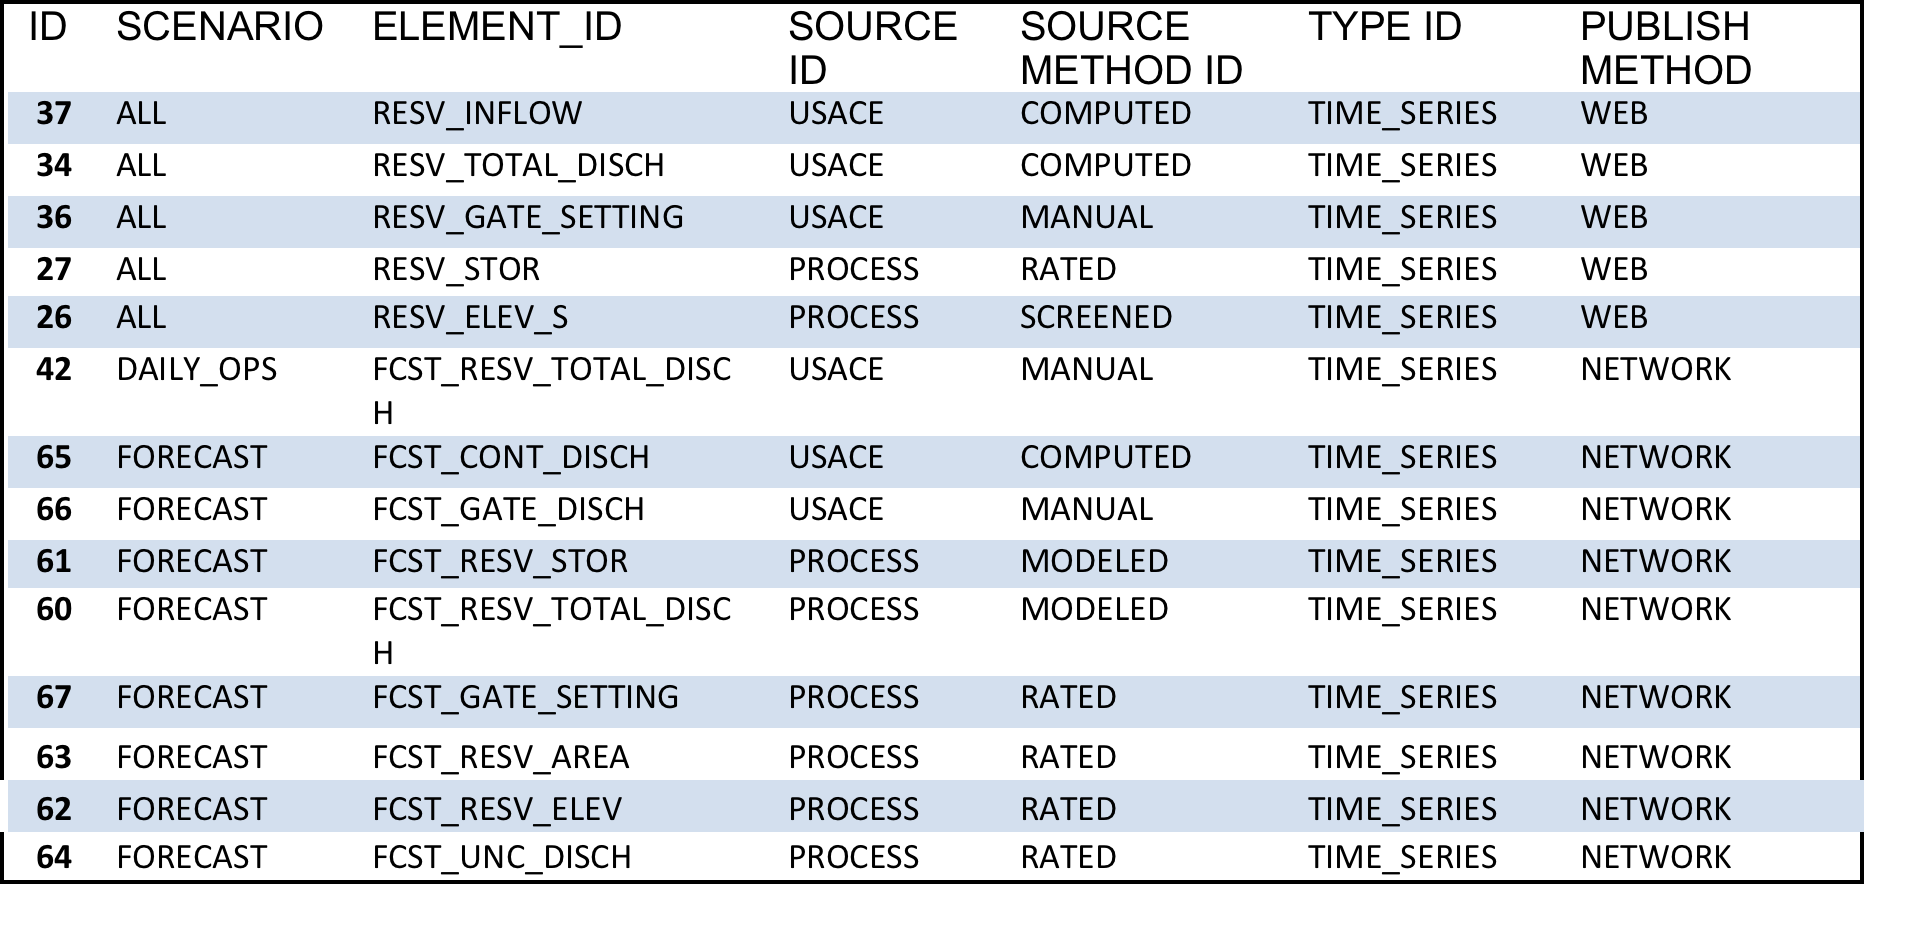 ID SCENARIO ELEMENT_ID SOURCE SOURCE TYPE ID PUBLISH
ID METHOD ID METHOD
37 ALL RESV_INFLOW USACE COMPUTED TIME_SERIES WEB
34 ALL RESV_TOTAL_DISCH USACE COMPUTED TIME_SERIES WEB
36 ALL RESV_GATE_SETTING USACE MANUAL TIME_SERIES WEB
27 ALL RESV_STOR PROCESS RATED TIME_SERIES WEB
26 ALL RESV_ELEV_S PROCESS SCREENED TIME_SERIES WEB
42 DAILY_OPS FCST_RESV_TOTAL_DISC USACE MANUAL TIME_SERIES NETWORK
H
65 FORECAST FCST_CONT_DISCH USACE COMPUTED TIME_SERIES NETWORK
66 FORECAST FCST_GATE_DISCH USACE MANUAL TIME_SERIES NETWORK
61 FORECAST FCST_RESV_STOR PROCESS MODELED TIME_SERIES NETWORK
60 FORECAST FCST_RESV_TOTAL_DISC PROCESS MODELED TIME_SERIES NETWORK
H
67 FORECAST FCST_GATE_SETTING PROCESS RATED TIME_SERIES NETWORK
63 FORECAST FCST_RESV_AREA PROCESS RATED TIME_SERIES NETWORK
62 FORECAST FCST_RESV_ELEV PROCESS RATED TIME_SERIES NETWORK
64 FORECAST FCST_UNC_DISCH PROCESS RATED TIME_SERIES NETWORK